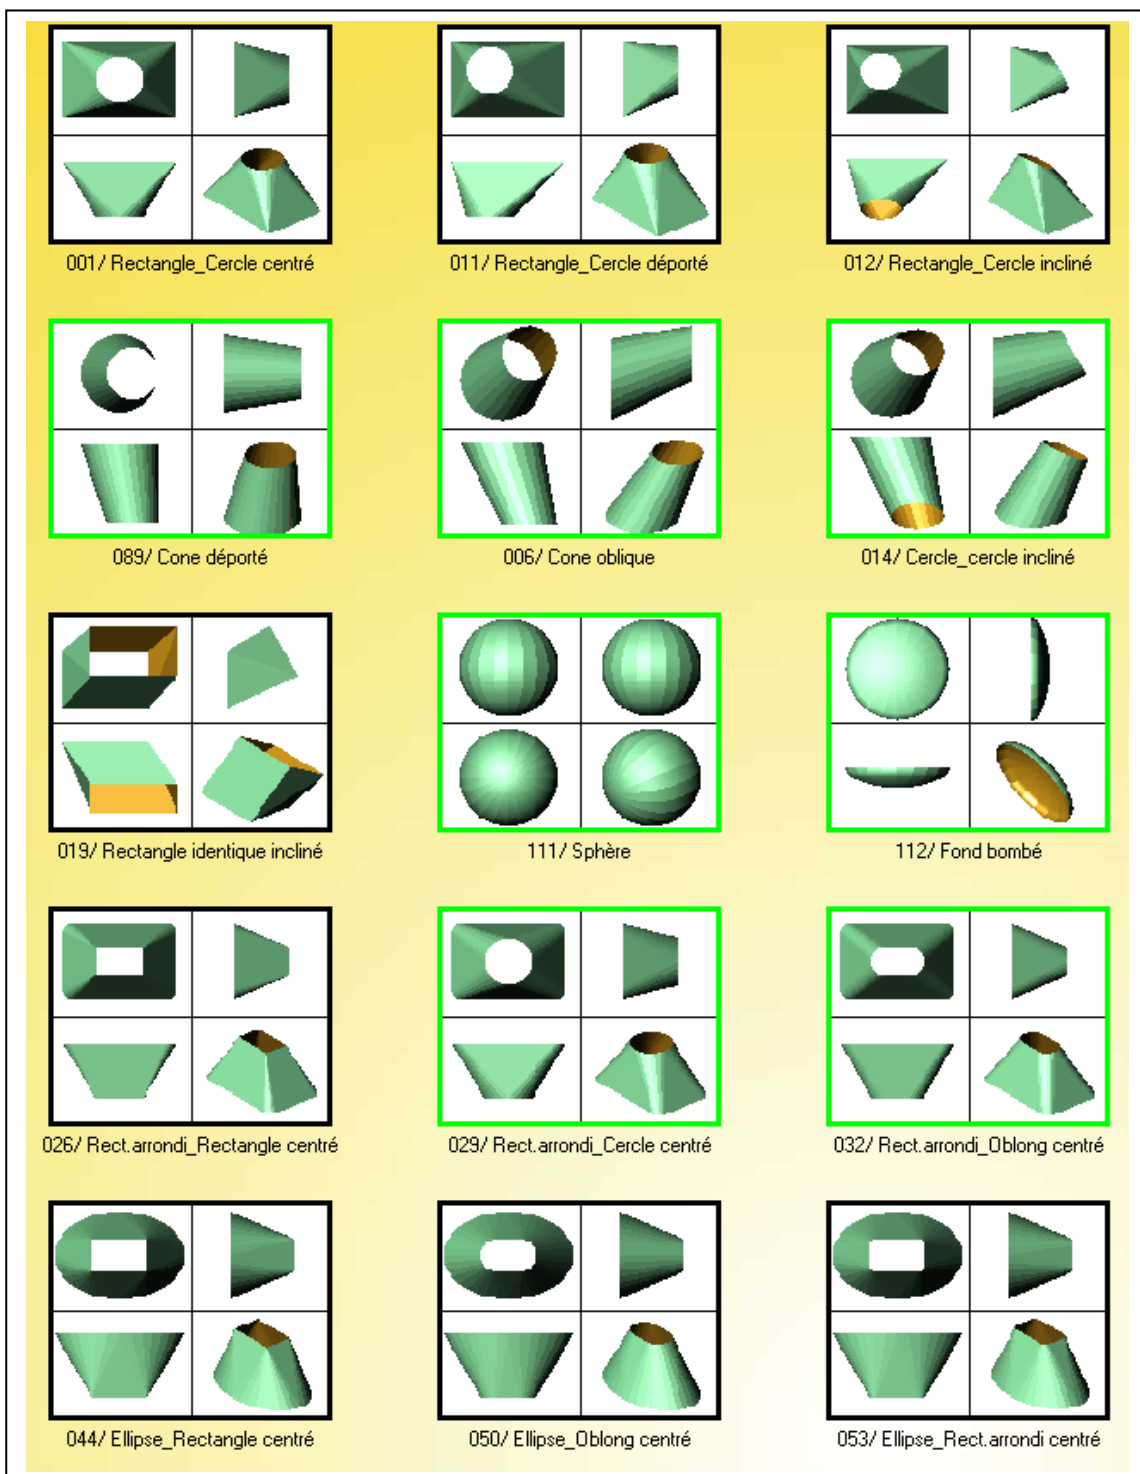 001/ Rectangle_Cercle centré
011/ Rectangle_Cercle déporté
012/ Rectangle_Cercle incliné
089/ Cone déporté
006/ Cone oblique
014/ Cercle_cercle incliné
019/ Rectangle identique incliné
111/ Sphère
112/ Fond bombé
026/ Rect.arrondi_Rectangle centré
029/ Rect.arrondi_Cercle centré
032/ Rect.arrondi_Oblong centré
044/ Ellipse_Rectangle centré
050/ Ellipse_Oblong centré
053/ Ellipse_Rect.arrondi centré